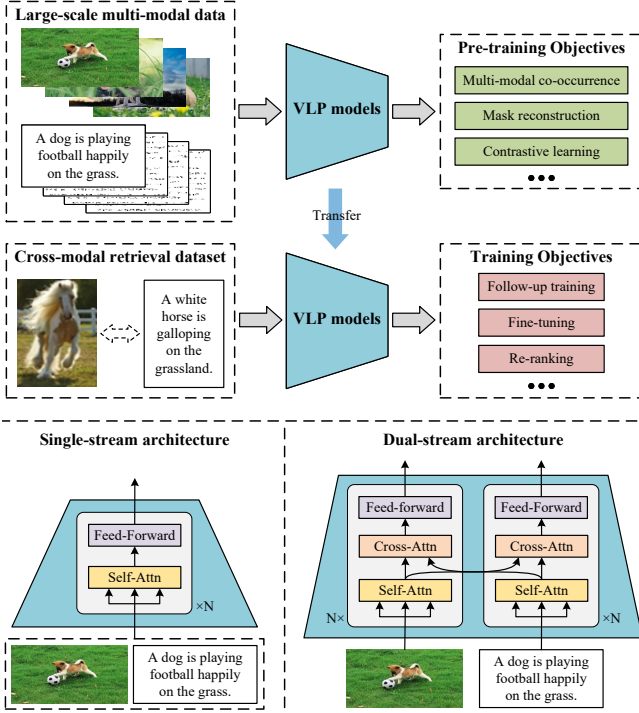 Large-scale multi-modal data
A dog is playing
football happily
on the grass.
VLP models
Pre-training Objectives
Multi-modal co-occurrence
Mask reconstruction
Contrastive learning
Transfer
Cross-modal retrieval dataset
A white
horse is
galloping
on the
grassland.
VLP models
Training Objectives
Follow-up training
Fine-tuning
Re-ranking
Single-stream architecture
Feed-Forward
Self-Attn
×N
A dog is playing
football happily
on the grass.
Dual-stream architecture
Feed-forward
Feed-Forward
Cross-Attn
Cross-Attn
Self-Attn
Self-Attn
N×
×N
A dog is playing
football happily
on the grass.